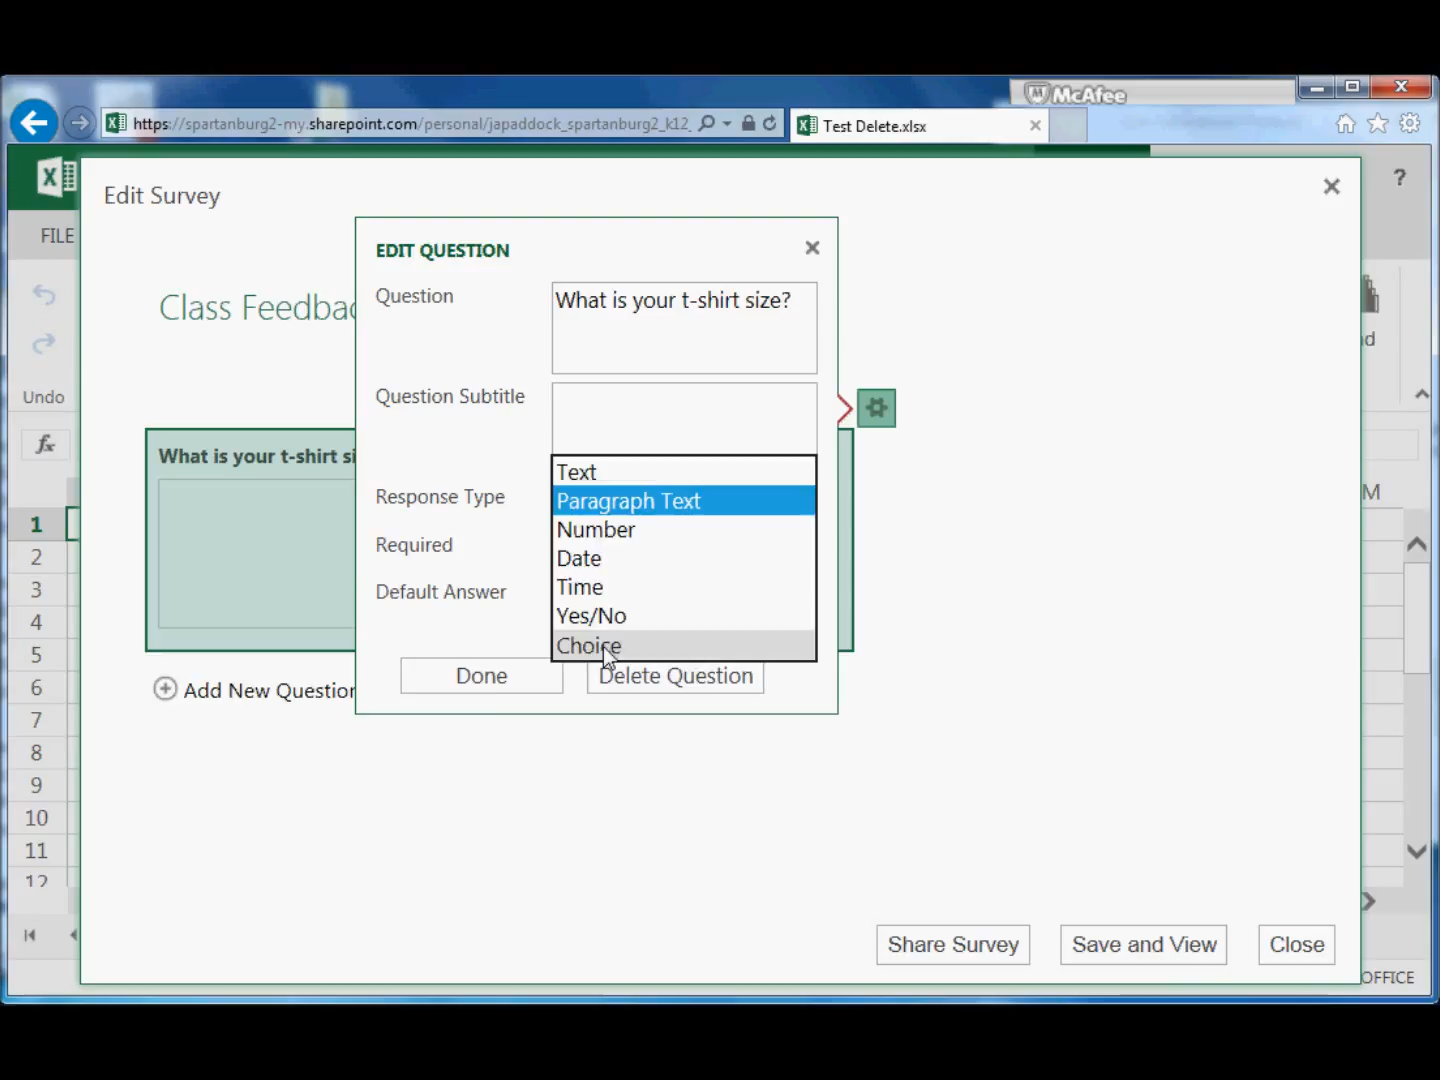 McAfee
https://spartanburg2-my.sharepoint.com/personal/japaddock_spartanburg2_k12_
Test Delete.xlsx
Edit Survey
?
FILE
EDIT QUESTION
Question
What is your t-shirt size?
Class Feedbac
Question Subtitle
Undo
fx
What is your t-shirt si
Text
Response Type
Paragraph Text
M
Required
Number
Date
Default Answer
Time
Yes/No
Choice
Done
Delete Question
Add New Question
1
2
3
4
5
6
7
8
9
10
11
12
Share Survey
Save and View
Close
OFFICE